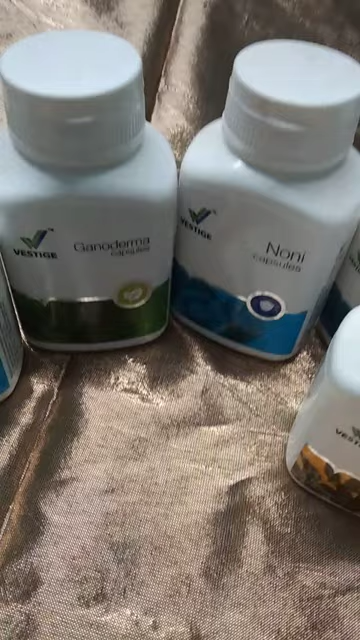 VESTIGE
Ganoderma
capsules
VESTIGE
Noni
capsules